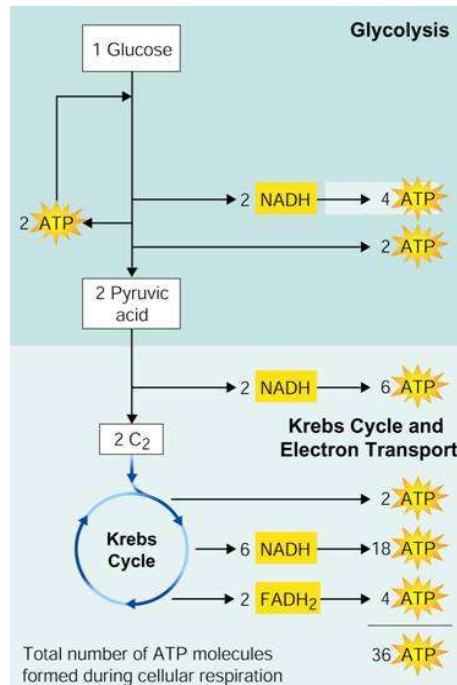 Glycolysis
1 Glucose
2 NADH
4 ATP
2 ATP
2 ATP
2 Pyruvic
acid
2 NADH
6 ATP
2 C₂
Krebs Cycle and
Electron Transport
2 ATP
Krebs
Cycle
6 NADH
18 ATP
2 FADH₂
4 ATP
Total number of ATP molecules
formed during cellular respiration
36 ATP